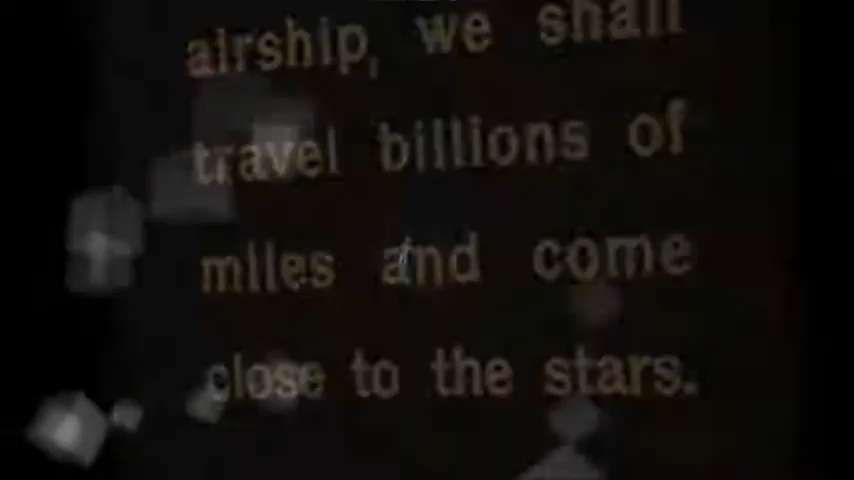 airship, we shall
travel billions of
miles and come
close to the stars.